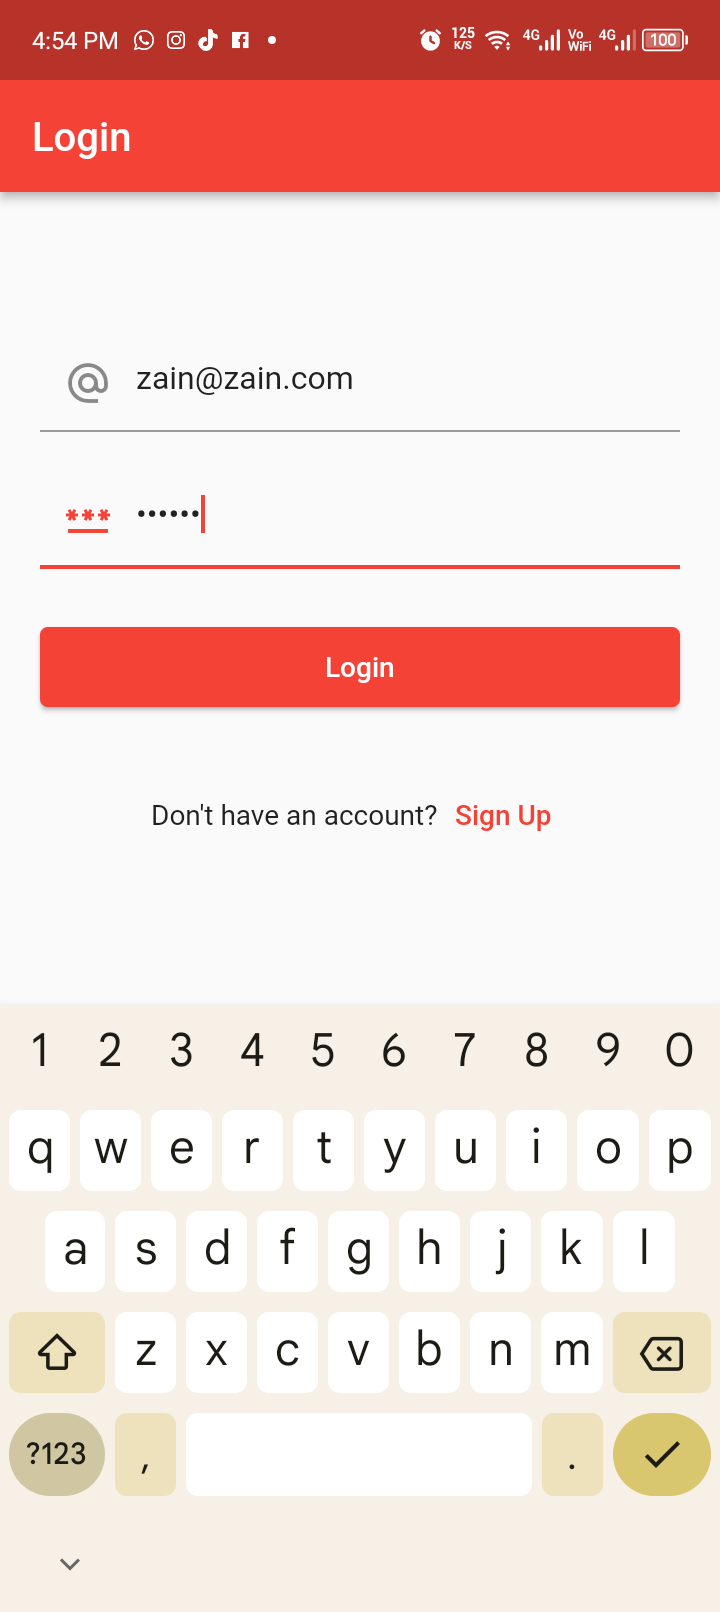 4:54 PM 125 K/S 4G Vo WiFi 4G 100
Login
zain@zain.com
*** ••••••
Login
Don't have an account? Sign Up
1 2 3 4 5 6 7 8 9 0
q w e r t y u i o p
a s d f g h j k l
z x c v b n m
?123 , .